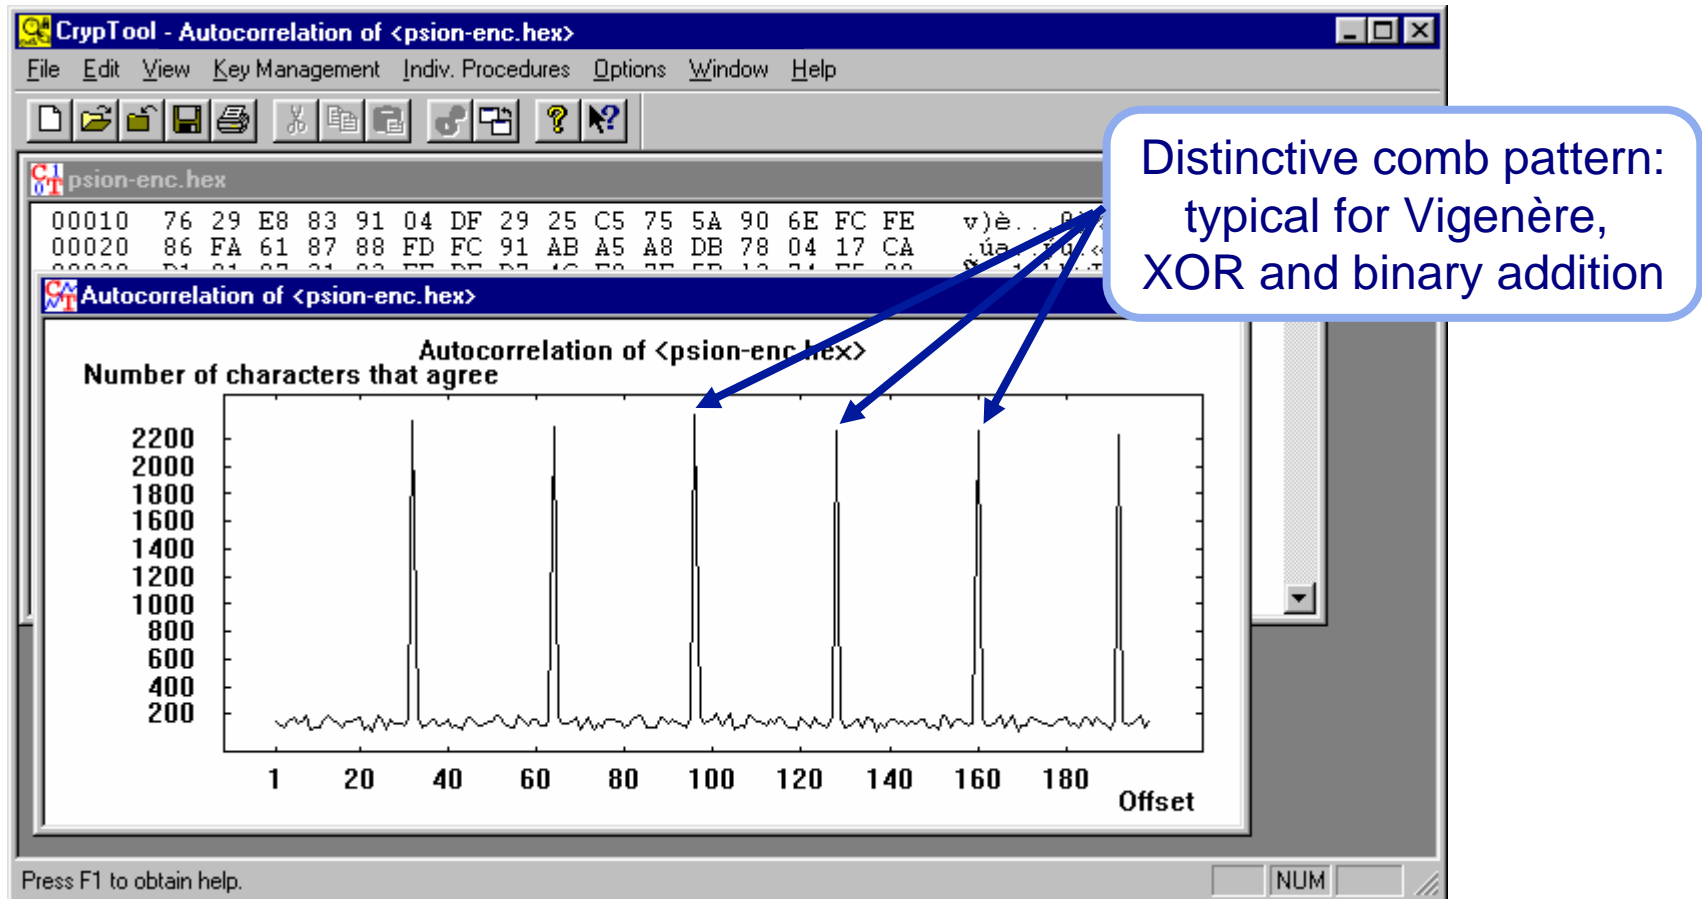 CrypTool - Autocorrelation of <psion-enc.hex>
File Edit View Key Management Indiv. Procedures Options Window Help
Distinctive comb pattern:
typical for Vigenère,
XOR and binary addition
psion-enc.hex
00010 76 29 E8 83 91 04 DF 29 25 C5 75 5A 90 6E FC FE
00020 86 FA 61 87 88 FD FC 91 AB A5 A8 DB 78 04 17 CA
Autocorrelation of <psion-enc.hex>
Autocorrelation of <psion-enc.hex>
Number of characters that agree
2200
2000
1800
1600
1400
1200
1000
800
600
400
200
1 20 40 60 80 100 120 140 160 180
Offset
Press F1 to obtain help.
NUM